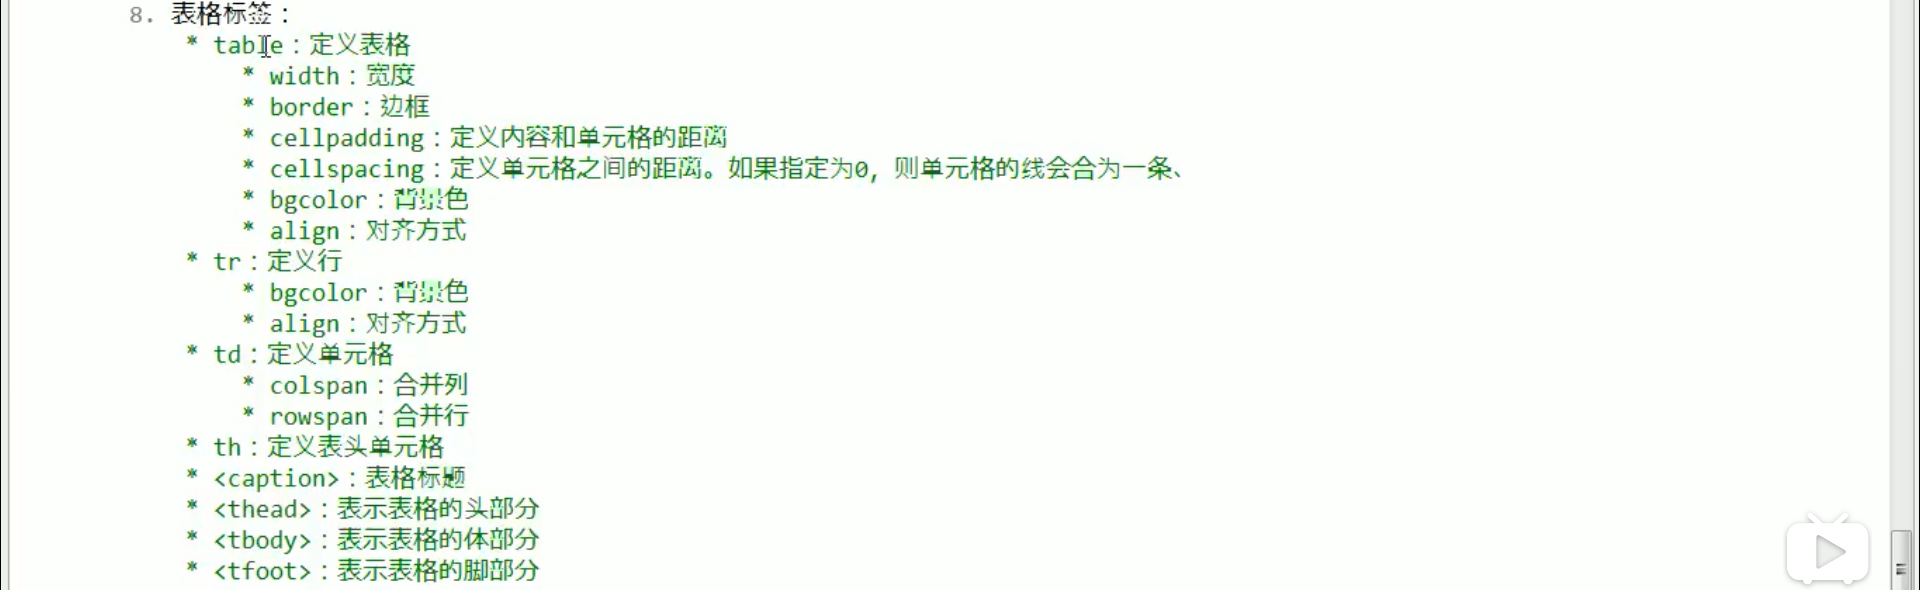 8. 表格标签：
* table：定义表格
* width：宽度
* border：边框
* cellpadding：定义内容和单元格的距离
* cellspacing：定义单元格之间的距离。如果指定为0, 则单元格的线会合为一条、
* bgcolor：背景色
* align：对齐方式
* tr：定义行
* bgcolor：背景色
* align：对齐方式
* td：定义单元格
* colspan：合并列
* rowspan：合并行
* th：定义表头单元格
* <caption>：表格标题
* <thead>：表示表格的头部分
* <tbody>：表示表格的体部分
* <tfoot>：表示表格的脚部分